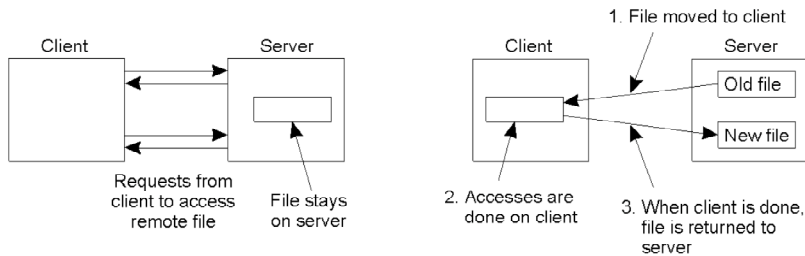 Client
Server
Requests from
client to access
remote file
File stays
on server
1. File moved to client
Client
Server
Old file
New file
2. Accesses are
done on client
3. When client is done,
file is returned to
server